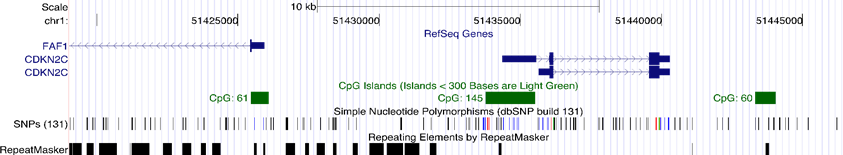 Scale 10 kb
chr1: 51425000 51430000 51435000 51440000 51445000
RefSeq Genes
FAF1
CDKN2C
CDKN2C
CpG Islands (Islands < 300 Bases are Light Green)
CpG: 61 CpG: 145 CpG: 60
Simple Nucleotide Polymorphisms (dbSNP build 131)
SNPs (131)
Repeating Elements by RepeatMasker
RepeatMasker